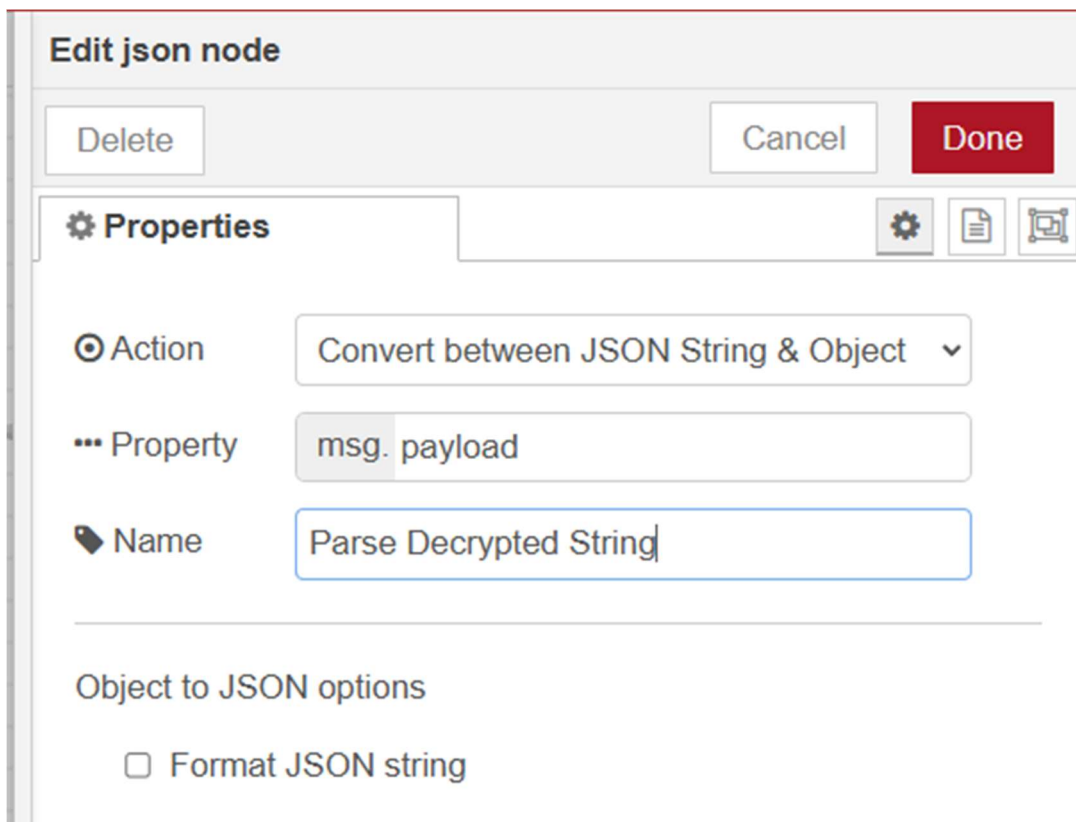 Edit json node
Delete Cancel Done
Properties
Action Convert between JSON String & Object
Property msg. payload
Name Parse Decrypted String
Object to JSON options
Format JSON string